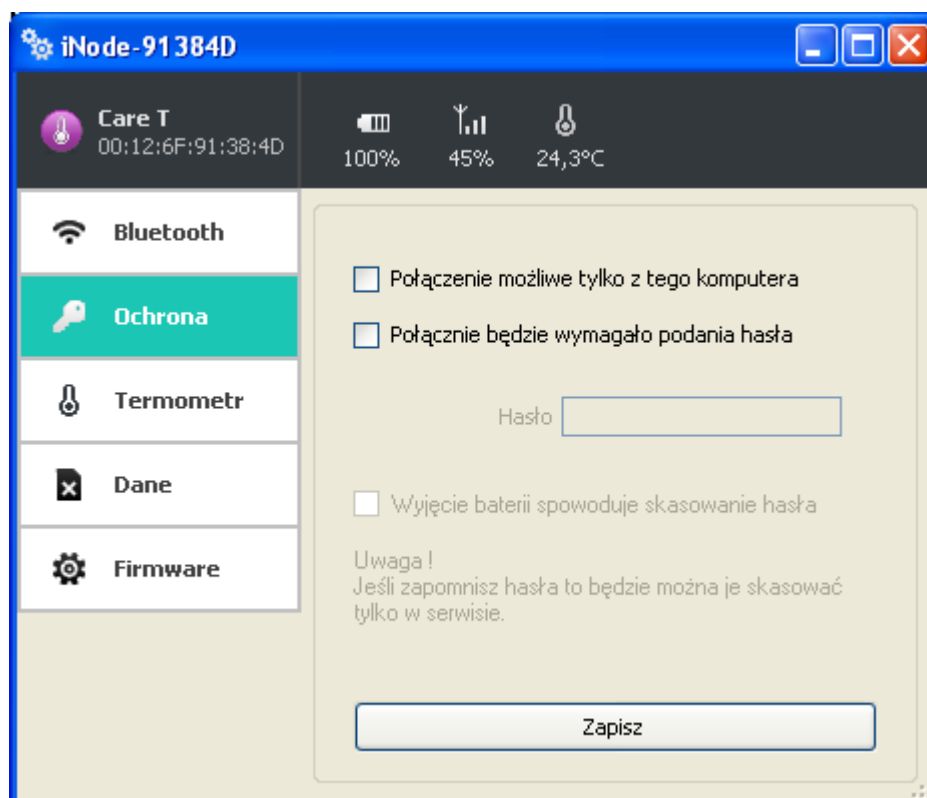 iNode-91384D
Care T
00:12:6F:91:38:4D
100%
45%
24,3°C
Bluetooth
Ochrona
Termometr
Dane
Firmware
Połączenie możliwe tylko z tego komputera
Połącznie będzie wymagało podania hasła
Hasło
Wyjęcie baterii spowoduje skasowanie hasła
Uwaga !
Jeśli zapomnisz hasła to będzie można je skasować
tylko w serwisie.
Zapisz